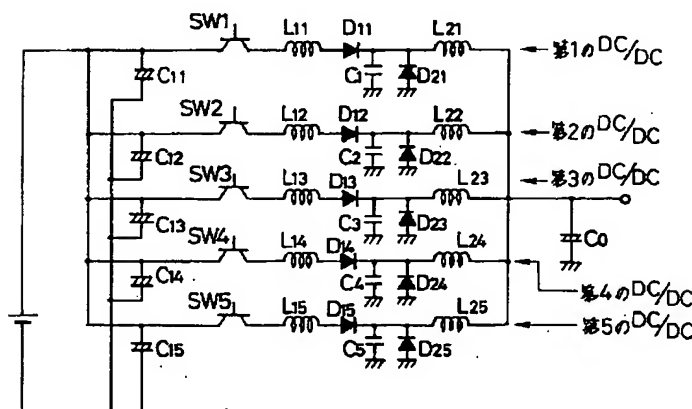 SW1 L11 D11 L21
C11 C1 D21 第1のDC/DC
SW2 L12 D12 L22
C12 C2 D22 第2のDC/DC
SW3 L13 D13 L23 第3のDC/DC
C13 C3 D23 C0
SW4 L14 D14 L24
C14 C4 D24 第4のDC/DC
SW5 L15 D15 L25 第5のDC/DC
C15 C5 D25